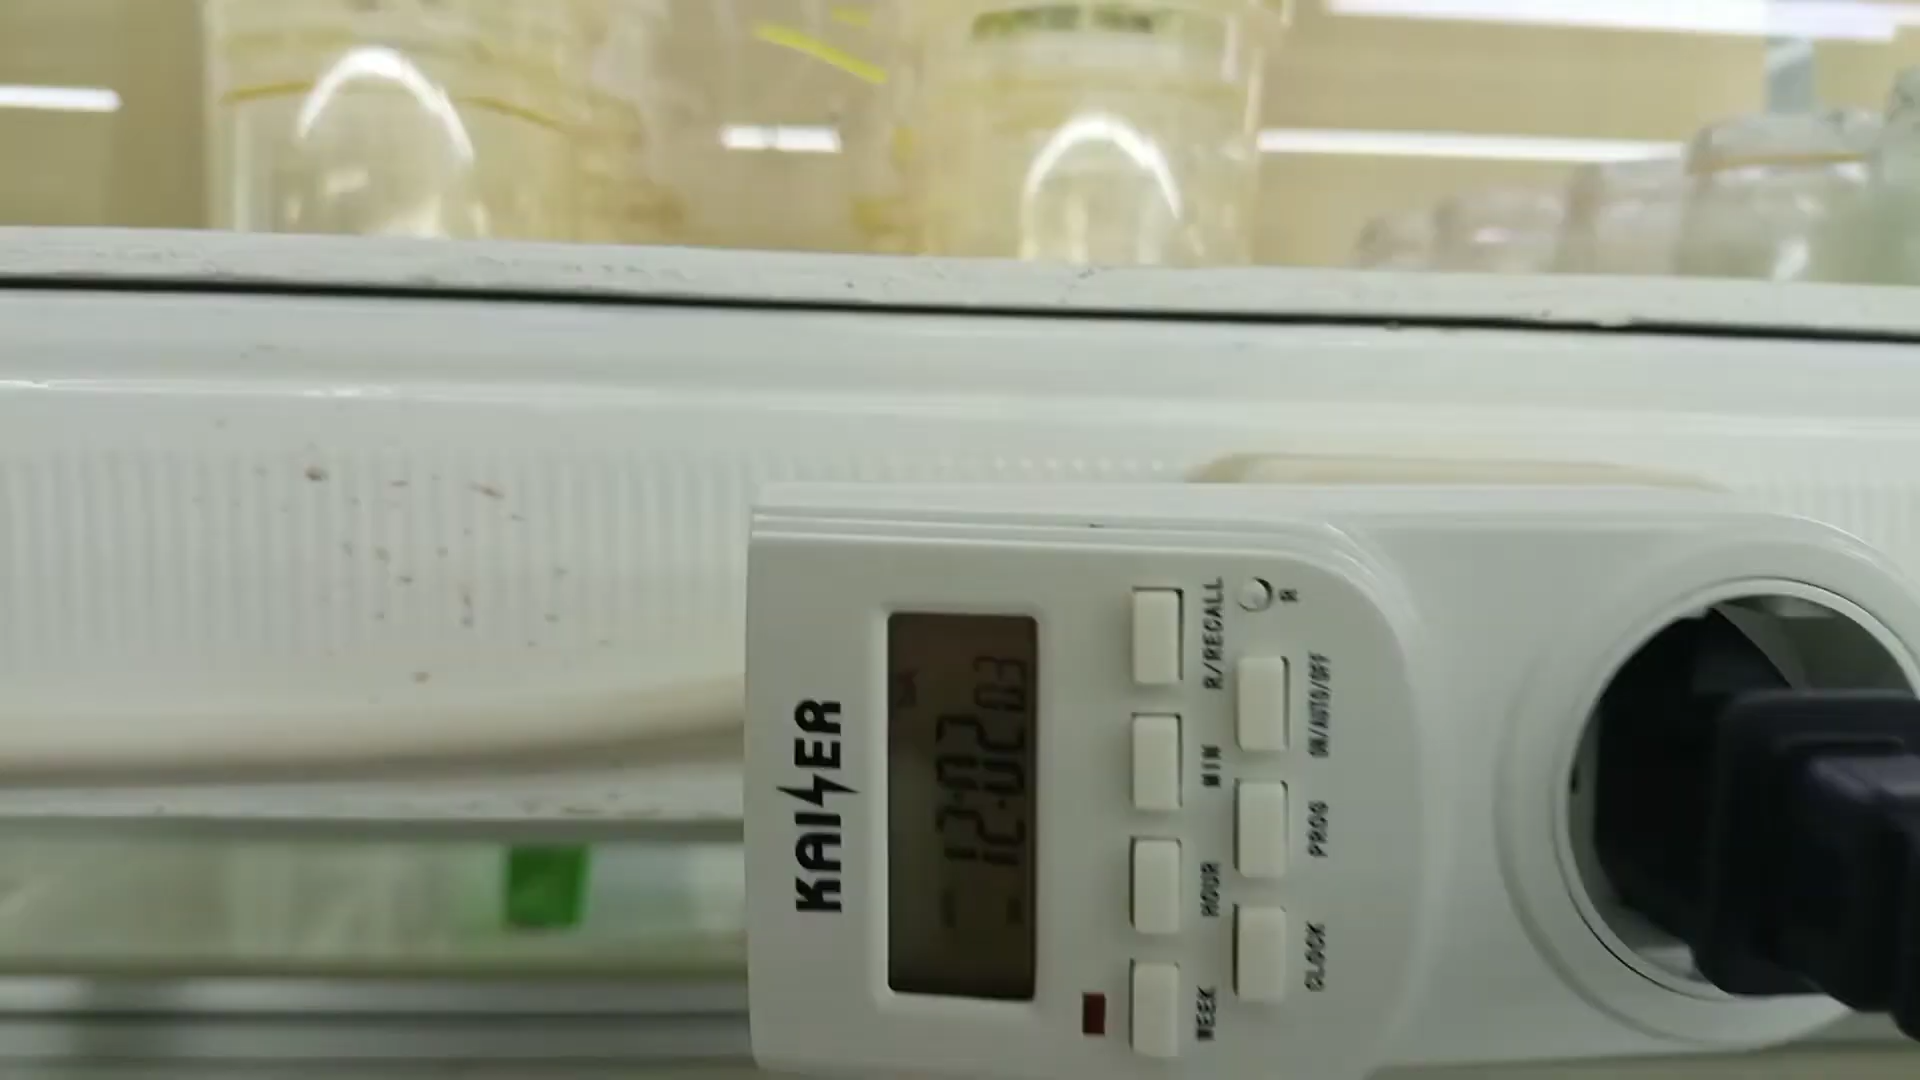 KAISER
12:02 03
R/RECALL
MIN
HOUR
WEEK
R
ON/AUTO/OFF
PROG
CLOCK